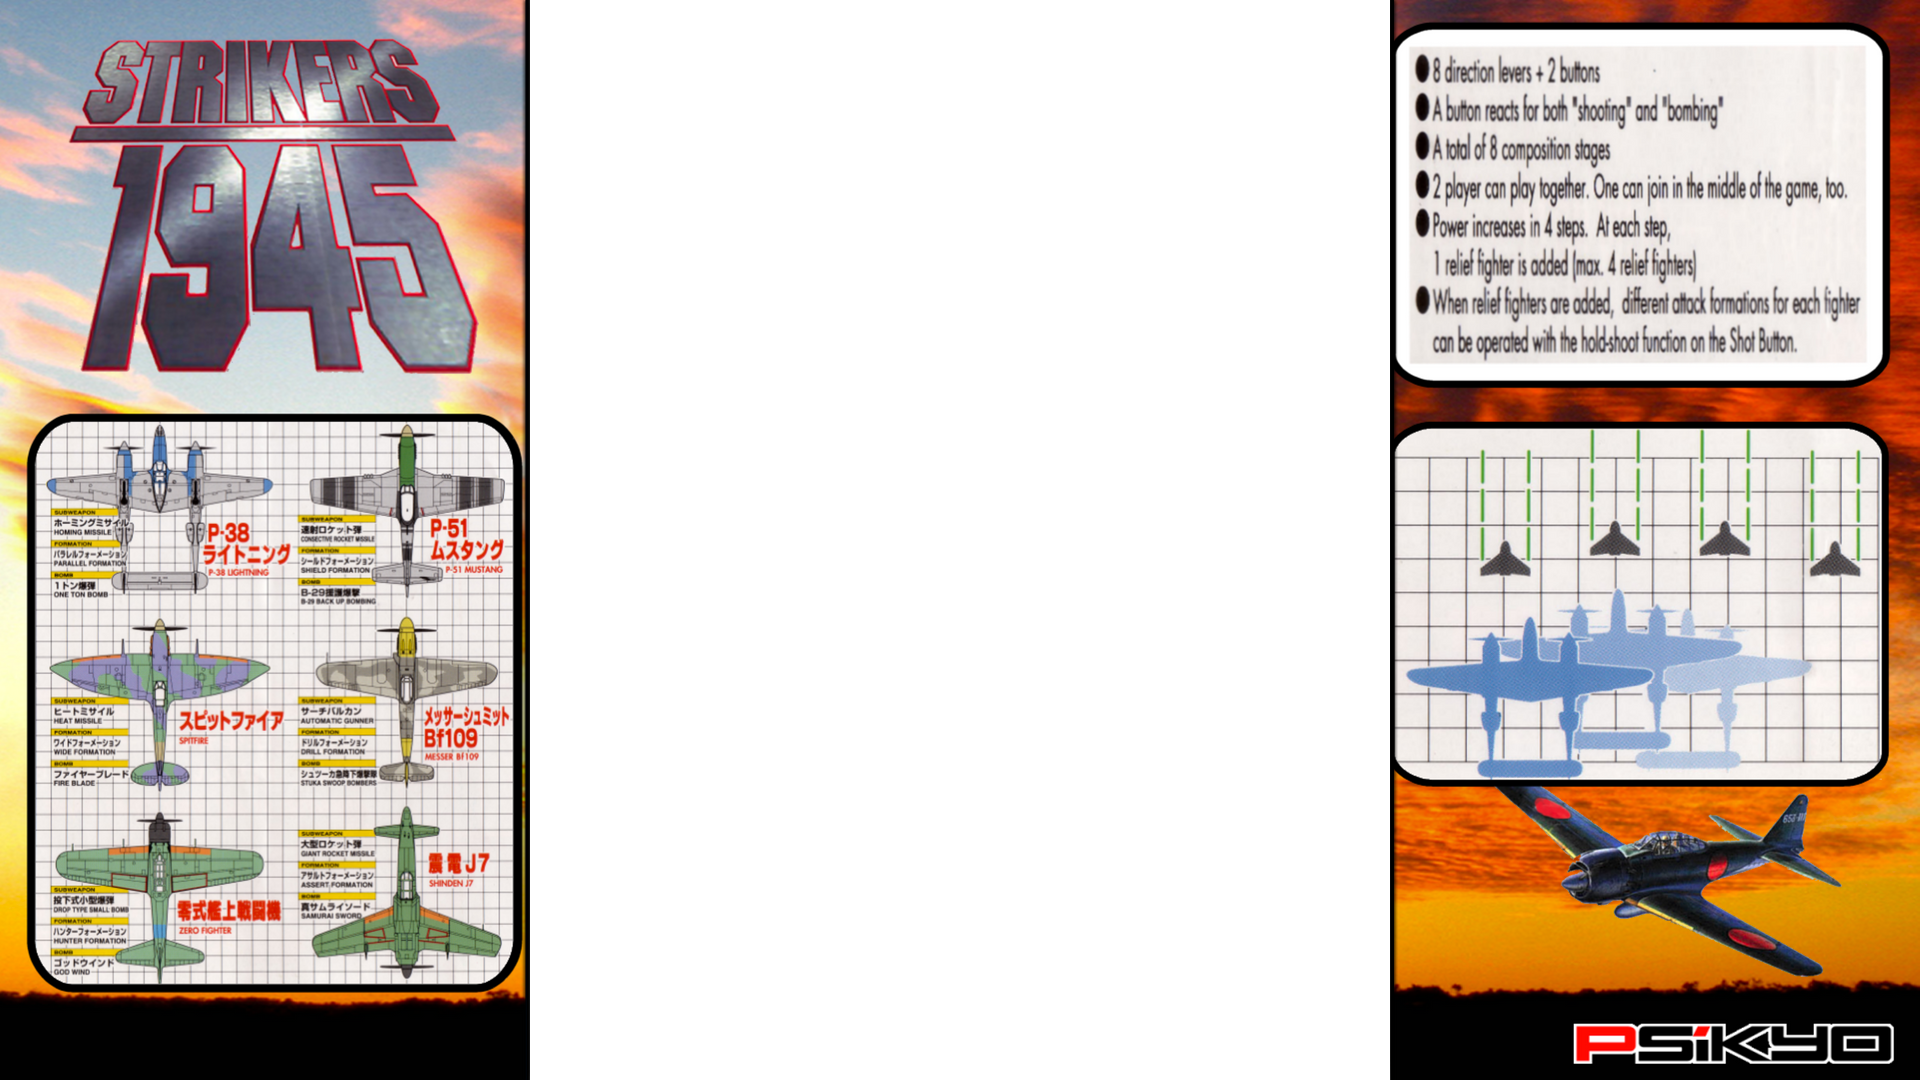 STRIKERS
1945
SUBWEAPON
ホーミングミサイル
HOMING MISSILE
FORMATION
パラレルフォーメーション
PARALLEL FORMATION
BOMB
1トン爆弾
ONE TON BOMB
P-38
ライトニング
P-38 LIGHTNING
SUBWEAPON
連射ロケット弾
CONSECTIVE ROCKET MISSILE
FORMATION
シールドフォーメーション
SHIELD FORMATION
BOMB
B-29援護爆撃
B-29 BACK UP BOMBING
P-51
ムスタング
P-51 MUSTANG
SUBWEAPON
ヒートミサイル
HEAT MISSILE
FORMATION
ワイドフォーメーション
WIDE FORMATION
BOMB
ファイヤーブレード
FIRE BLADE
スピットファイア
SPITFIRE
SUBWEAPON
サーチバルカン
AUTOMATIC GUNNER
FORMATION
ドリルフォーメーション
DRILL FORMATION
BOMB
シュツーカ急降下爆撃隊
STUKA SWOOP BOMBERS
メッサーシュミット
Bf109
MESSER Bf109
SUBWEAPON
投下式小型爆弾
DROP TYPE SMALL BOMB
FORMATION
ハンターフォーメーション
HUNTER FORMATION
BOMB
ゴッドウインド
GOD WIND
零式艦上戦闘機
ZERO FIGHTER
SUBWEAPON
大型ロケット弾
GIANT ROCKET MISSILE
FORMATION
アサルトフォーメーション
ASSERT FORMATION
BOMB
真サムライソード
SAMURAI SWORD
震電J7
SHINDEN J7
●8 direction levers + 2 buttons
●A button reacts for both "shooting" and "bombing"
●A total of 8 composition stages
●2 player can play together. One can join in the middle of the game, too.
●Power increases in 4 steps. At each step,
1 relief fighter is added (max. 4 relief fighters)
●When relief fighters are added, different attack formations for each fighter
can be operated with the hold-shoot function on the Shot Button.
PSIKYO